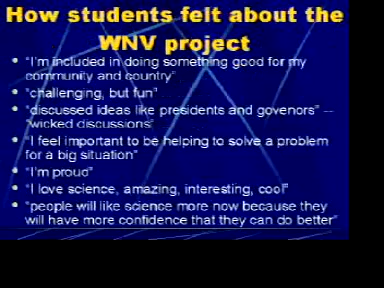 How students felt about the
WNV project
• "I'm included in doing something good for my
community and country"
• "challenging, but fun"
• "discussed ideas like presidents and govenors" --
"wicked discussions"
• "I feel important to be helping to solve a problem
for a big situation"
• "I'm proud"
• "I love science, amazing, interesting, cool"
• "people will like science more now because they
will have more confidence that they can do better"